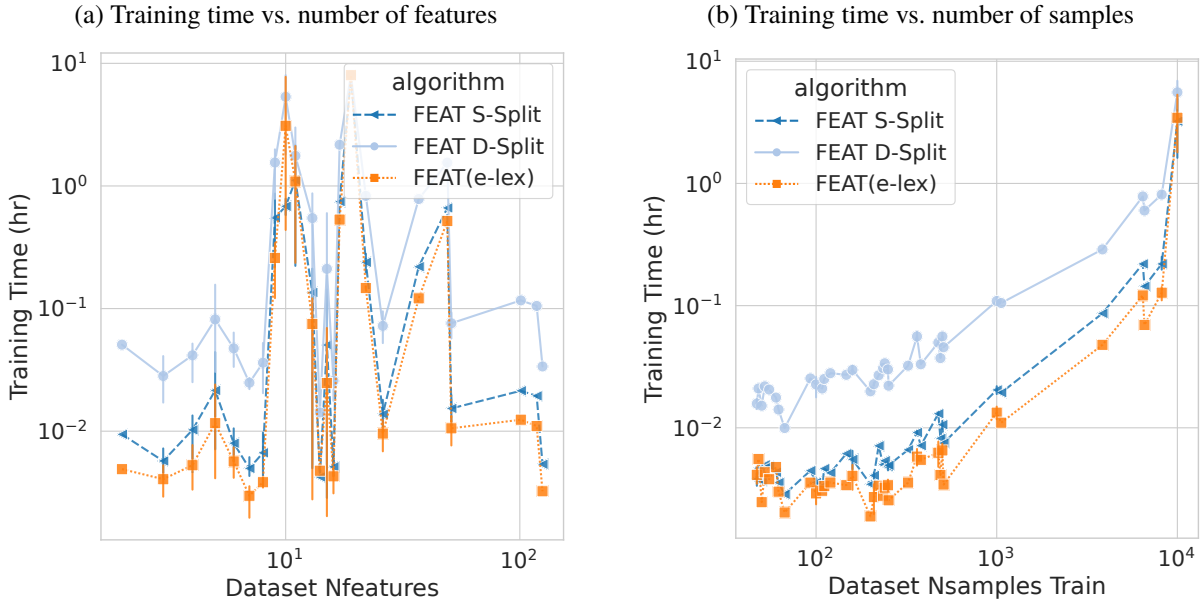 (a) Training time vs. number of features
10^1
10^0
10^-1
10^-2
Training Time (hr)
algorithm
FEAT S-Split
FEAT D-Split
FEAT(e-lex)
10^1
10^2
Dataset Nfeatures
(b) Training time vs. number of samples
10^1
10^0
10^-1
10^-2
Training Time (hr)
algorithm
FEAT S-Split
FEAT D-Split
FEAT(e-lex)
10^2
10^3
10^4
Dataset Nsamples Train